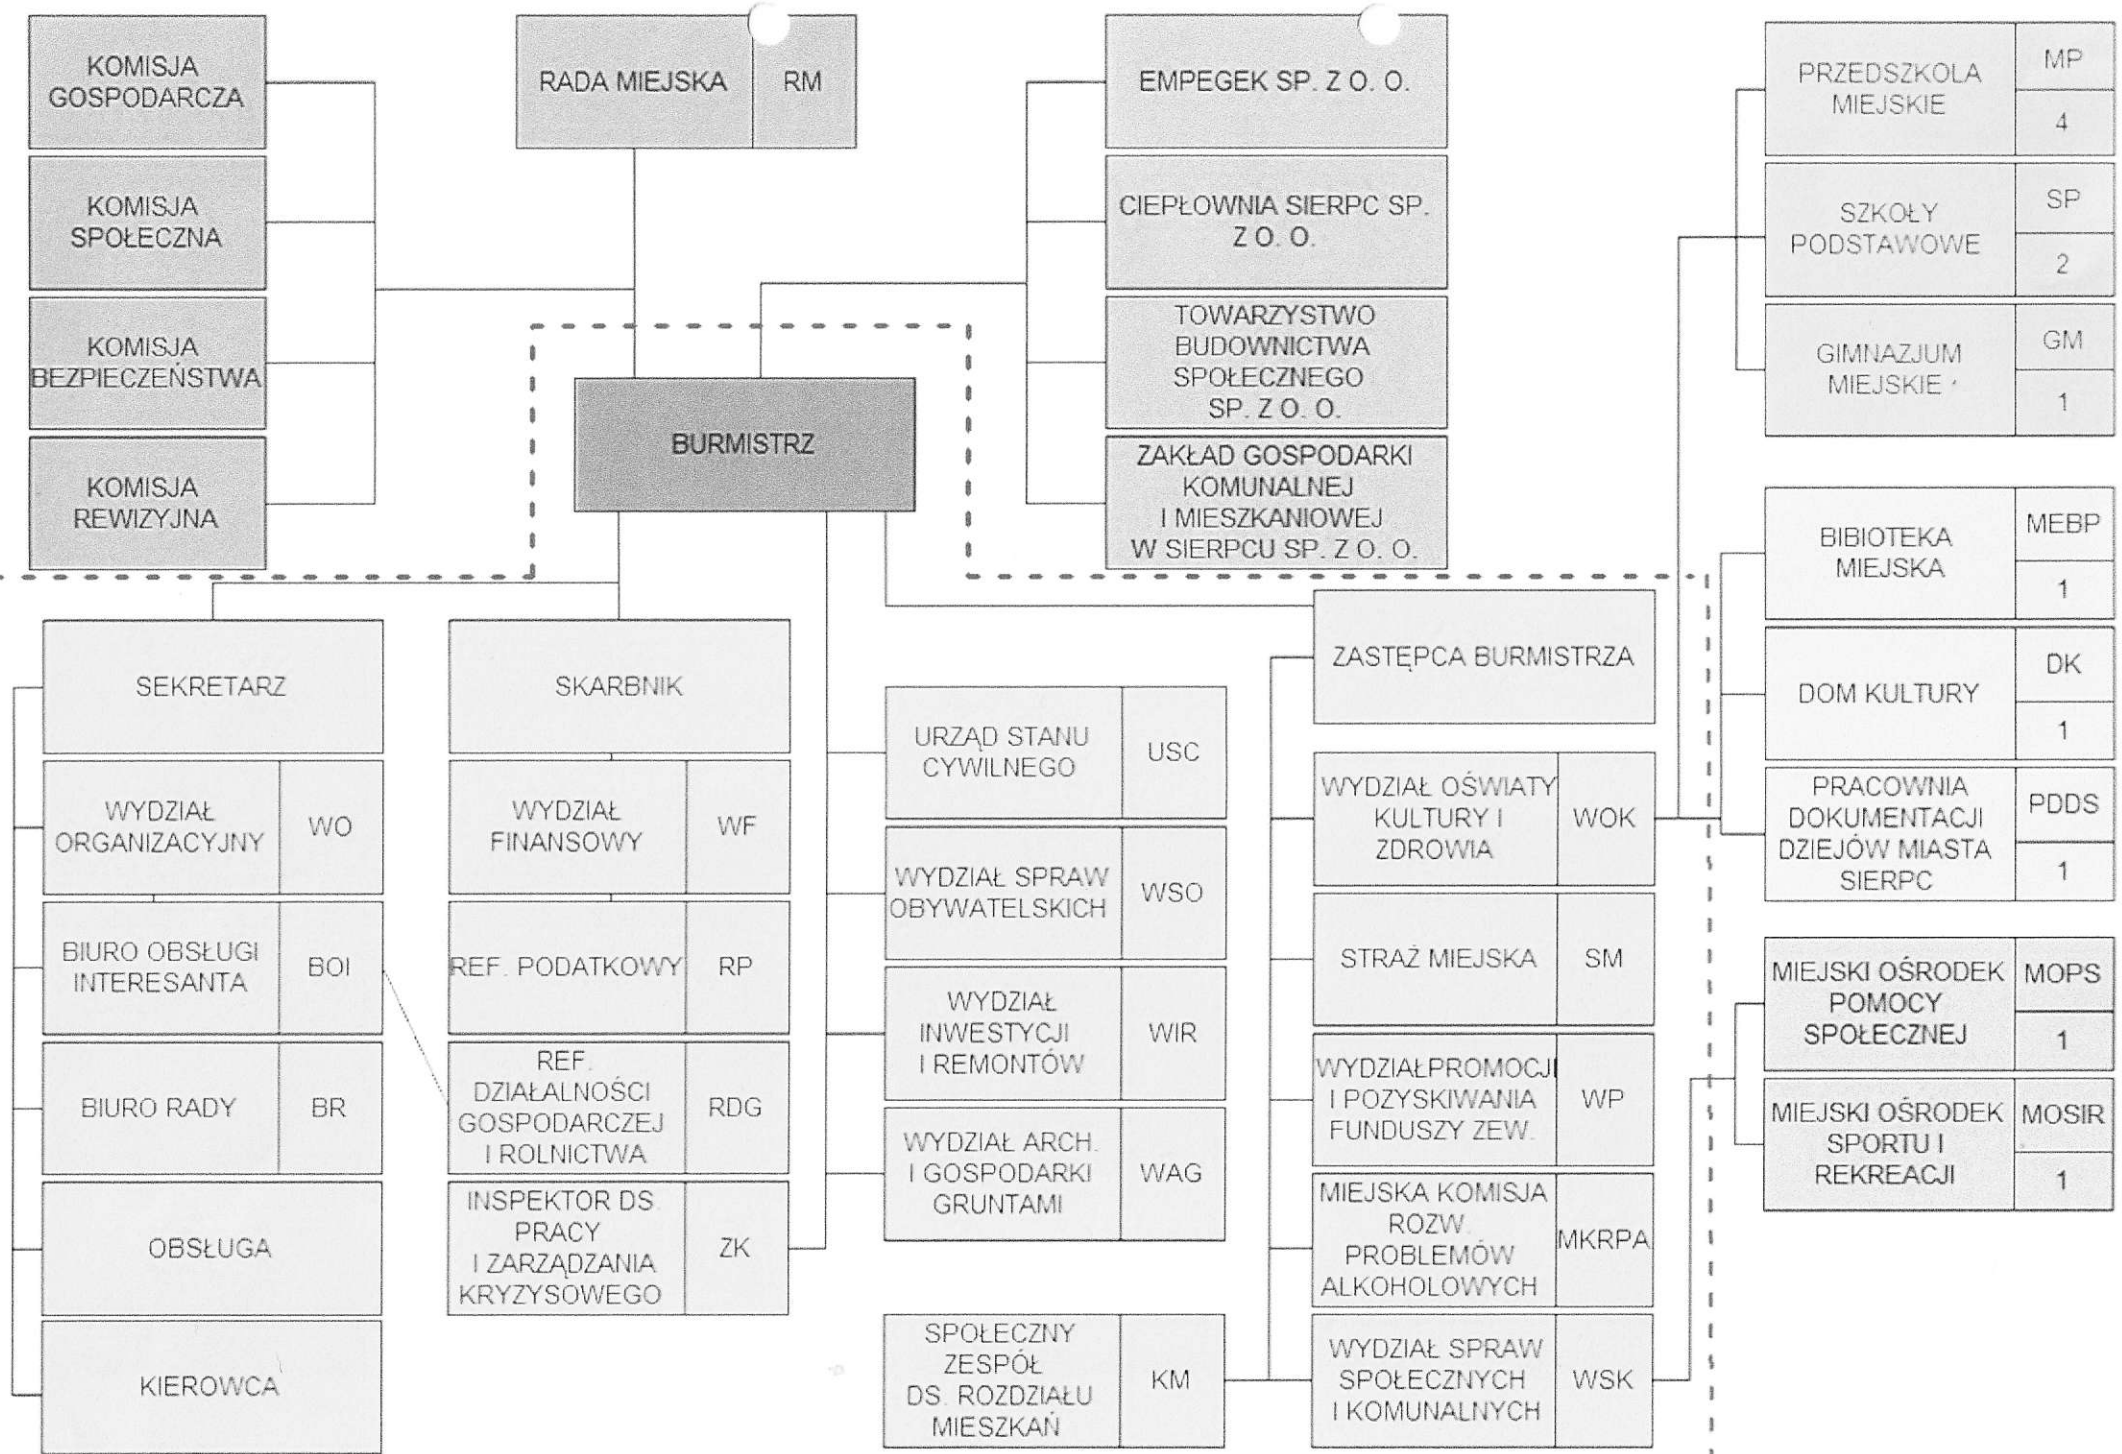 KOMISJA
GOSPODARCZA
KOMISJA
SPOŁECZNA
KOMISJA
BEZPIECZEŃSTWA
KOMISJA
REWIZYJNA
RADA MIEJSKA
RM
EMPEGEK SP. Z O. O.
CIEPŁOWNIA SIERPC SP.
Z O. O.
TOWARZYSTWO
BUDOWNICTWA
SPOŁECZNEGO
SP. Z O. O.
ZAKŁAD GOSPODARKI
KOMUNALNEJ
I MIESZKANIOWEJ
W SIERPCU SP. Z O. O.
BURMISTRZ
PRZEDSZKOLA
MIEJSKIE
MP
4
SZKOŁY
PODSTAWOWE
SP
2
GIMNAZJUM
MIEJSKIE
GM
1
BIBIOTEKA
MIEJSKA
MEBP
1
DOM KULTURY
DK
1
PRACOWNIA
DOKUMENTACJI
DZIEJÓW MIASTA
SIERPC
PDDS
1
MIEJSKI OŚRODEK
POMOCY
SPOŁECZNEJ
MOPS
1
MIEJSKI OŚRODEK
SPORTU I
REKREACJI
MOSIR
1
SEKRETARZ
WYDZIAŁ
ORGANIZACYJNY
WO
BIURO OBSŁUGI
INTERESANTA
BOI
BIURO RADY
BR
OBSŁUGA
KIEROWCA
SKARBNIK
WYDZIAŁ
FINANSOWY
WF
REF. PODATKOWY
RP
REF.
DZIAŁALNOŚCI
GOSPODARCZEJ
I ROLNICTWA
RDG
INSPEKTOR DS.
PRACY
I ZARZĄDZANIA
KRYZYSOWEGO
ZK
URZĄD STANU
CYWILNEGO
USC
WYDZIAŁ SPRAW
OBYWATELSKICH
WSO
WYDZIAŁ
INWESTYCJI
I REMONTÓW
WIR
WYDZIAŁ ARCH.
I GOSPODARKI
GRUNTAMI
WAG
SPOŁECZNY
ZESPÓŁ
DS. ROZDZIAŁU
MIESZKAŃ
KM
ZASTĘPCA BURMISTRZA
WYDZIAŁ OŚWIATY
KULTURY I
ZDROWIA
WOK
STRAŻ MIEJSKA
SM
WYDZIAŁPROMOCJI
I POZYSKIWANIA
FUNDUSZY ZEW.
WP
MIEJSKA KOMISJA
ROZW.
PROBLEMÓW
ALKOHOLOWYCH
MKRPA
WYDZIAŁ SPRAW
SPOŁECZNYCH
I KOMUNALNYCH
WSK